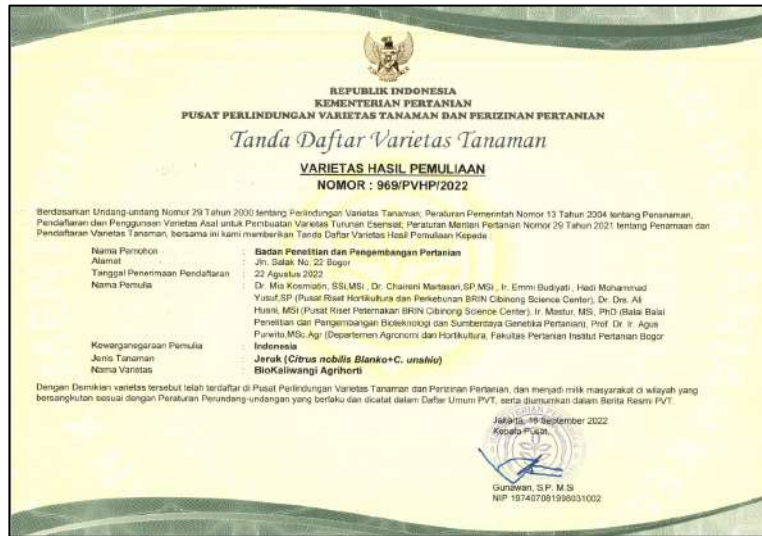 REPUBLIK INDONESIA
KEMENTERIAN PERTANIAN
PUSAT PERLINDUNGAN VARIETAS TANAMAN DAN PERIZINAN PERTANIAN
Tanda Daftar Varietas Tanaman
VARIETAS HASIL PEMULIAAN
NOMOR : 969/PVHP/2022
Berdasarkan Undang-undang Nomor 29 Tahun 2000 tentang Perlindungan Varietas Tanaman; Peraturan Pemerintah Nomor 13 Tahun 2004 tentang Penamaan,
Pendaftaran dan Penggunaan Varietas Asal untuk Pembuatan Varietas Turunan Esensial; Peraturan Menteri Pertanian Nomor 29 Tahun 2021 tentang Penamaan dan
Pendaftaran Varietas Tanaman, bersama ini kami memberikan Tanda Daftar Varietas Hasil Pemuliaan Kepada :
Nama Pemohon : Badan Penelitian dan Pengembangan Pertanian
Alamat : Jln. Salak No. 22 Bogor
Tanggal Penerimaan Pendaftaran : 22 Agustus 2022
Nama Pemulia : Dr. Mia Kosmiatin, SSi,MSi., Dr. Chaireni Martasari,SP,MSi., Ir. Emmi Budiyati, Hadi Mohammad
Yusuf,SP (Pusat Riset Hortikultura dan Perkebunan BRIN Cibinong Science Center), Dr. Drs. Ali
Husni, MSi (Pusat Riset Peternakan BRIN Cibinong Science Center), Ir. Mastur, MSi, PhD (Balai Balai
Penelitian dan Pengembangan Bioteknologi dan Sumberdaya Genetika Pertanian), Prof. Dr. Ir. Agus
Purwito,MSc,Agr (Departemen Agronomi dan Hortikultura, Fakultas Pertanian Insatut Pertanian Bogor
Kewarganegaraan Pemulia : Indonesia
Jenis Tanaman : Jeruk (Citrus nobilis Blanko+C. unshiu)
Nama Varietas : BioKaliwangi Agrihorti
Dengan Demikian varietas tersebut telah terdaftar di Pusat Perlindungan Varietas Tanaman dan Perizinan Pertanian, dan menjadi milik masyarakat di wilayah yang
bersangkutan sesuai dengan Peraturan Perundang-undangan yang berlaku dan dicatat dalam Daftar Umum PVT, serta diumumkan dalam Berita Resmi PVT.
Jakarta, 16 September 2022
Kepala Pusat,
Gunawan, S.P. M.Si
NIP 197407081998031002